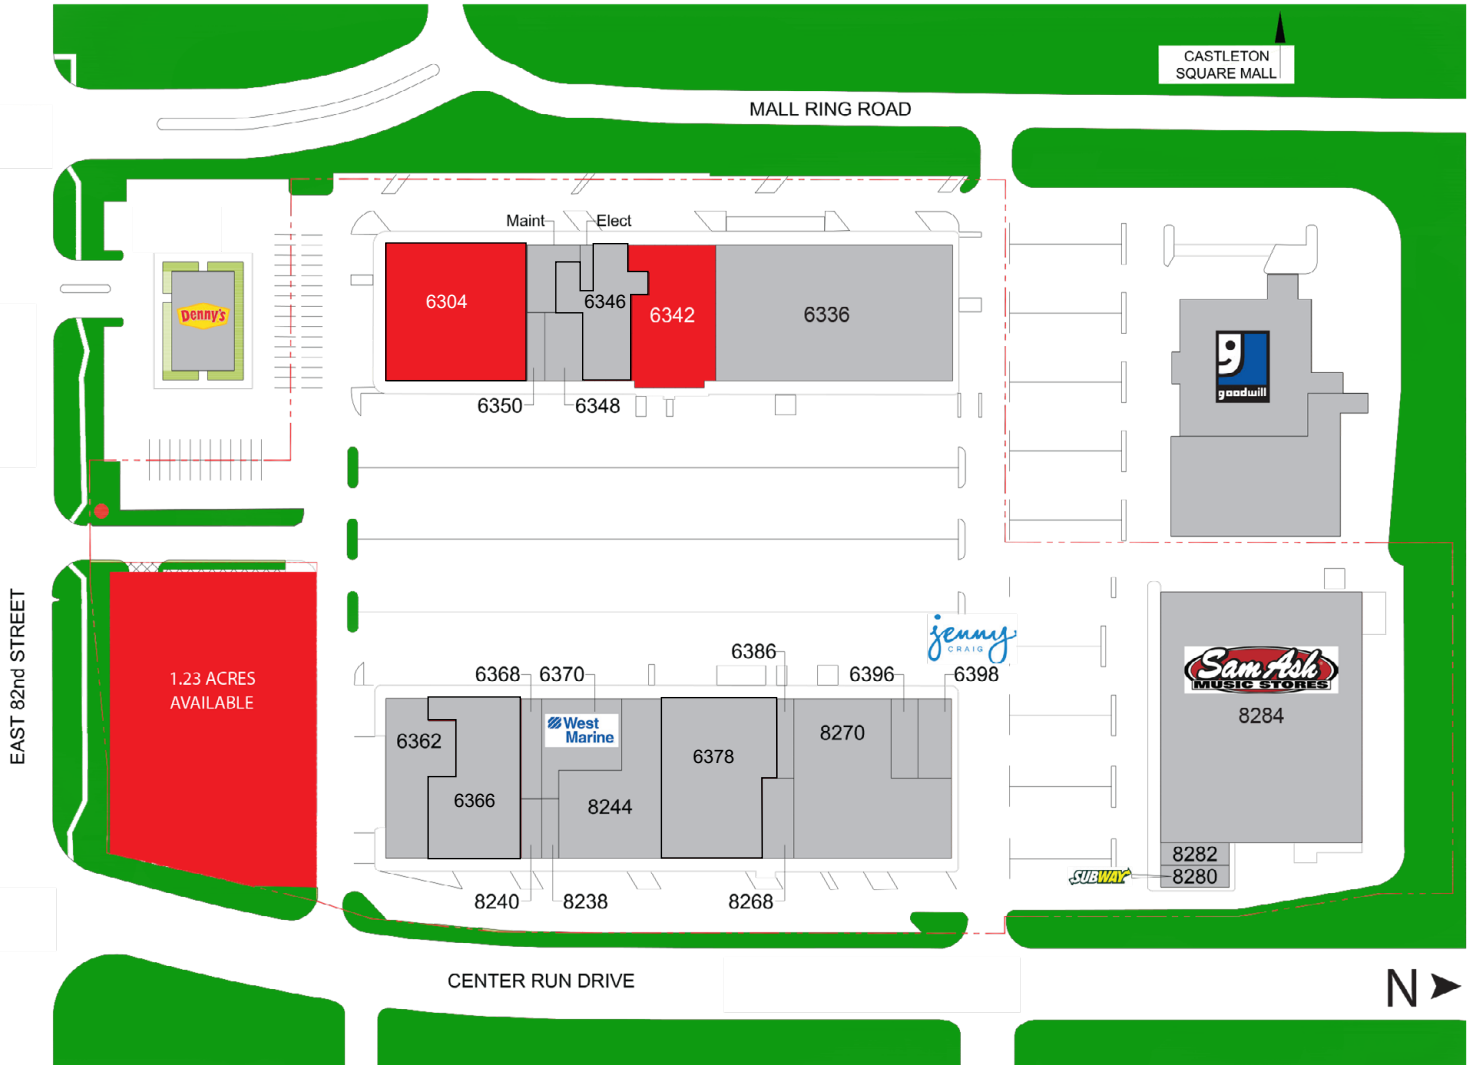 CASTLETON
SQUARE MALL
MALL RING ROAD
Maint
Elect
6304
6346
6342
6336
Denny's
goodwill
6350
6348
EAST 82nd STREET
1.23 ACRES
AVAILABLE
jenny
CRAIG
6386
6368
6370
6396
6398
Sam Ash
MUSIC STORES
8284
West
Marine
6362
6378
8270
6366
8244
8282
8280
SUBWAY
8240
8238
8268
CENTER RUN DRIVE
N